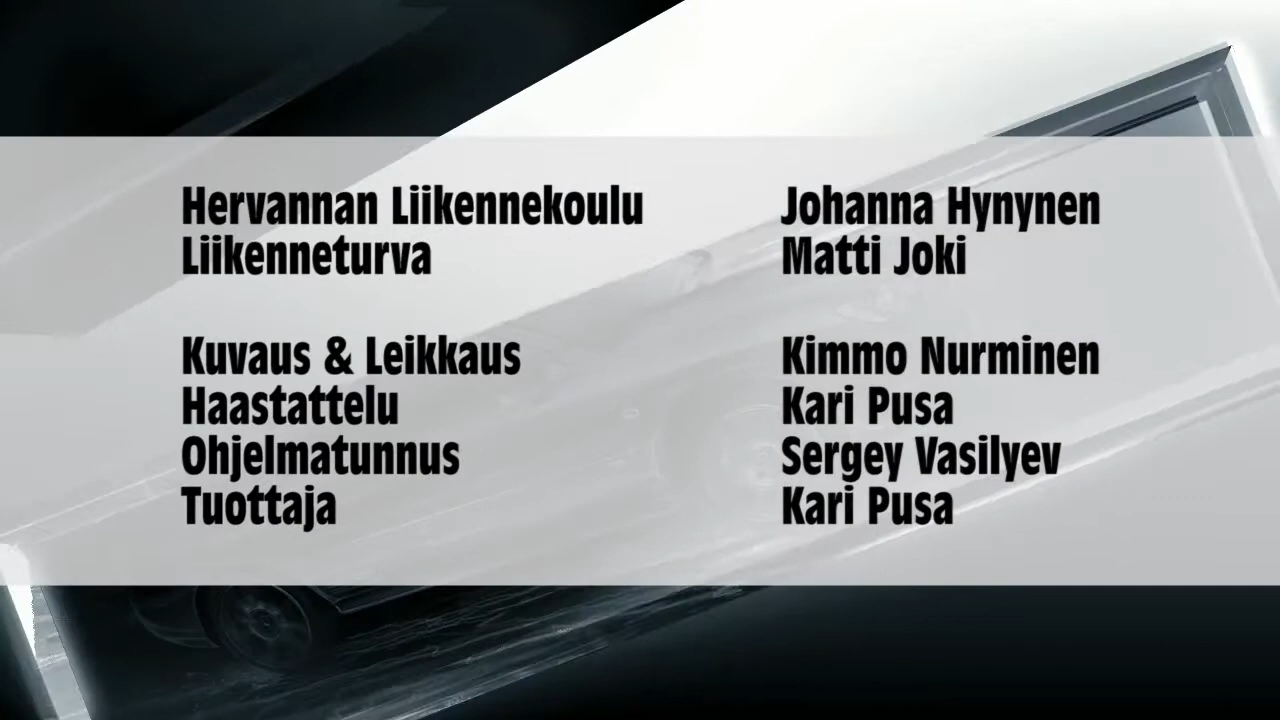 Hervannan Liikennekoulu Johanna Hynynen
Liikenneturva Matti Joki
Kuvaus & Leikkaus Kimmo Nurminen
Haastattelu Kari Pusa
Ohjelmatunnus Sergey Vasilyev
Tuottaja Kari Pusa